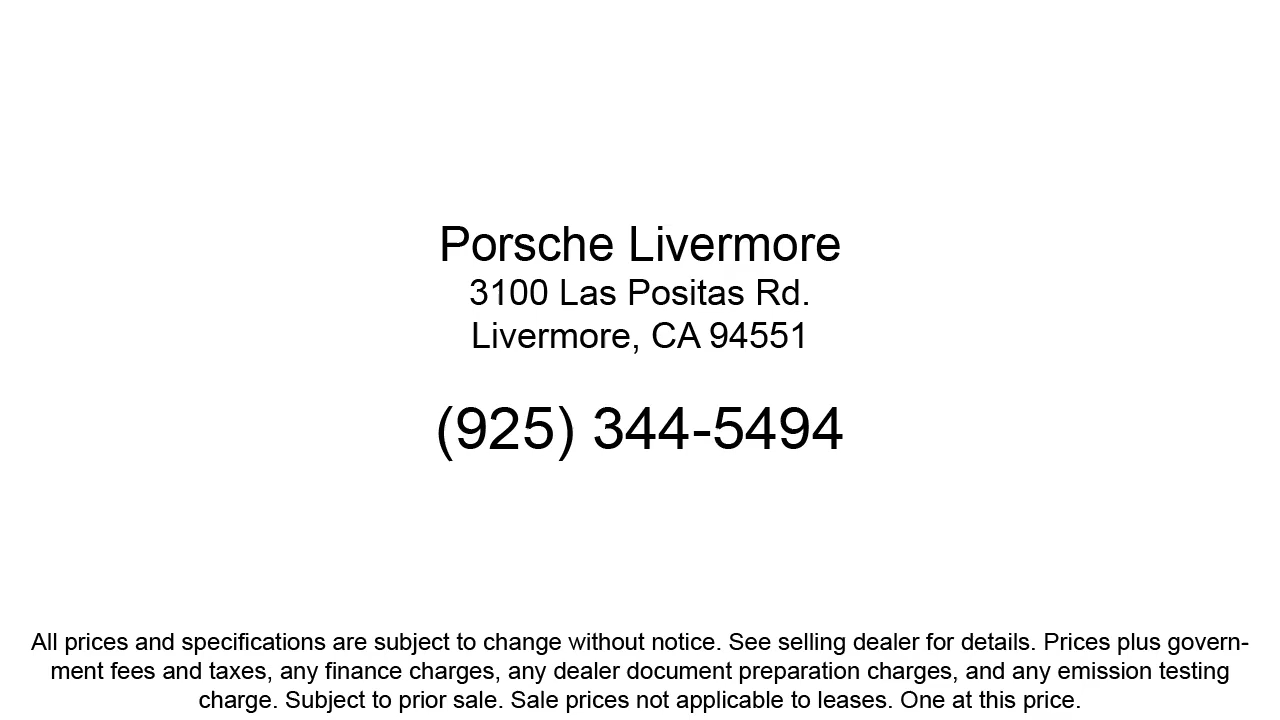 Porsche Livermore
3100 Las Positas Rd.
Livermore, CA 94551
(925) 344-5494
All prices and specifications are subject to change without notice. See selling dealer for details. Prices plus govern-
ment fees and taxes, any finance charges, any dealer document preparation charges, and any emission testing
charge. Subject to prior sale. Sale prices not applicable to leases. One at this price.